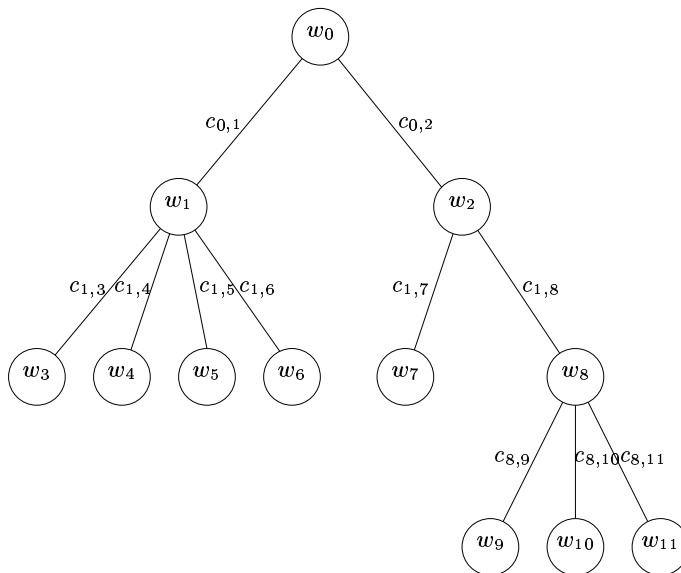 w₀
c₀,₁ c₀,₂
w₁ w₂
c₁,₃ c₁,₄ c₁,₅ c₁,₆ c₁,₇ c₁,₈
w₃ w₄ w₅ w₆ w₇ w₈
c₈,₉ c₈,₁₀ c₈,₁₁
w₉ w₁₀ w₁₁